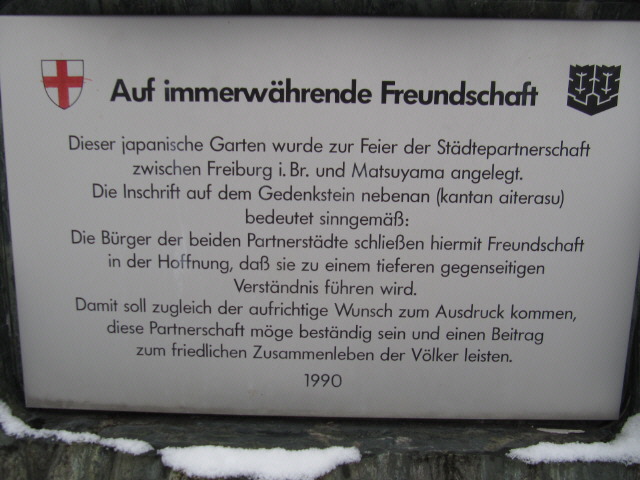 Auf immerwährende Freundschaft
Dieser japanische Garten wurde zur Feier der Städtepartnerschaft
zwischen Freiburg i. Br. und Matsuyama angelegt.
Die Inschrift auf dem Gedenkstein nebenan (kantan aiterasu)
bedeutet sinngemäß:
Die Bürger der beiden Partnerstädte schließen hiermit Freundschaft
in der Hoffnung, daß sie zu einem tieferen gegenseitigen
Verständnis führen wird.
Damit soll zugleich der aufrichtige Wunsch zum Ausdruck kommen,
diese Partnerschaft möge beständig sein und einen Beitrag
zum friedlichen Zusammenleben der Völker leisten.
1990